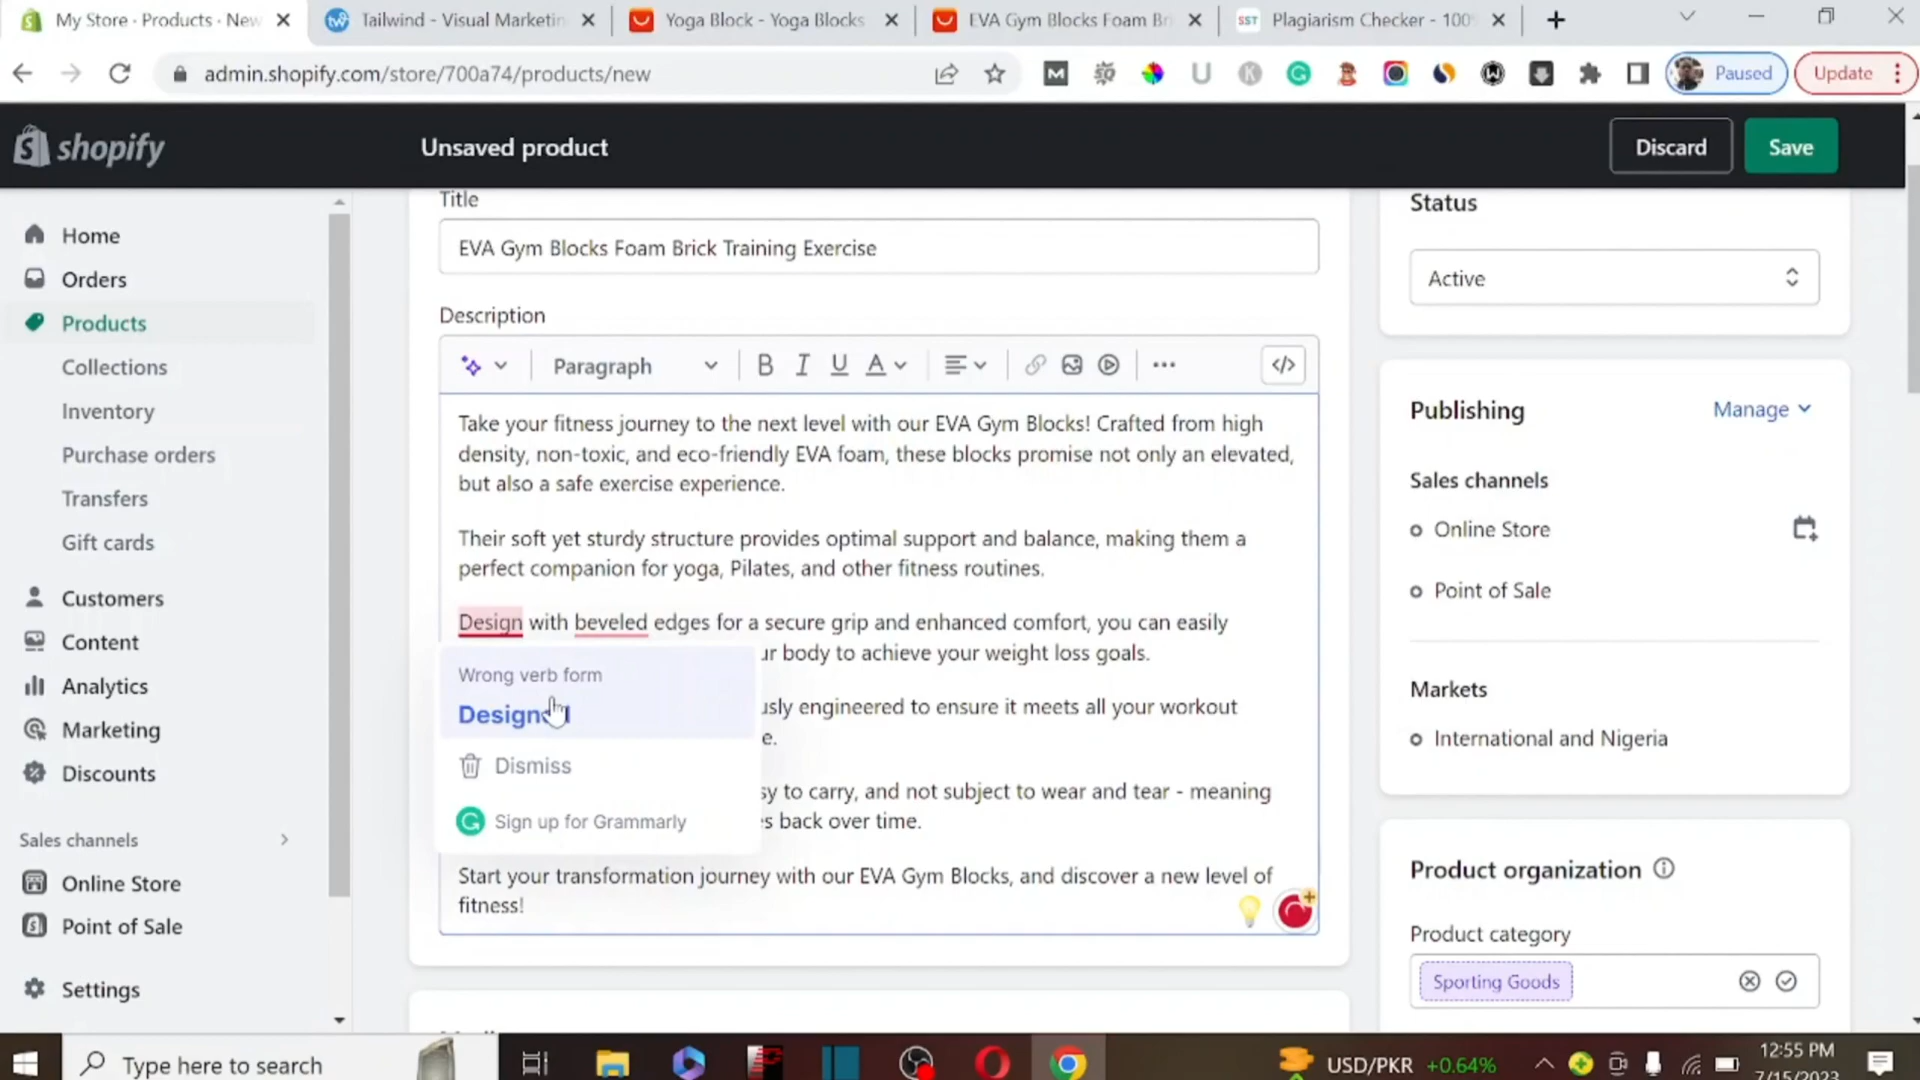 My Store · Products · New
Tailwind - Visual Marketin
Yoga Block - Yoga Blocks
EVA Gym Blocks Foam Br
SST
Plagiarism Checker - 100%
admin.shopify.com/store/700a74/products/new
Paused
Update
shopify
Unsaved product
Discard
Save
Home
Orders
Products
Collections
Inventory
Purchase orders
Transfers
Gift cards
Customers
Content
Analytics
Marketing
Discounts
Sales channels
Online Store
Point of Sale
Settings
Title
EVA Gym Blocks Foam Brick Training Exercise
Description
Paragraph
B I U A
Take your fitness journey to the next level with our EVA Gym Blocks! Crafted from high
density, non-toxic, and eco-friendly EVA foam, these blocks promise not only an elevated,
but also a safe exercise experience.
Their soft yet sturdy structure provides optimal support and balance, making them a
perfect companion for yoga, Pilates, and other fitness routines.
Design with beveled edges for a secure grip and enhanced comfort, you can easily
ur body to achieve your weight loss goals.
usly engineered to ensure it meets all your workout
e.
sy to carry, and not subject to wear and tear - meaning
s back over time.
Start your transformation journey with our EVA Gym Blocks, and discover a new level of
fitness!
Wrong verb form
Dismiss
Sign up for Grammarly
Status
Active
Publishing
Manage
Sales channels
Online Store
Point of Sale
Markets
International and Nigeria
Product organization
Product category
Sporting Goods
Type here to search
USD/PKR +0.64%
12:55 PM
7/15/2023